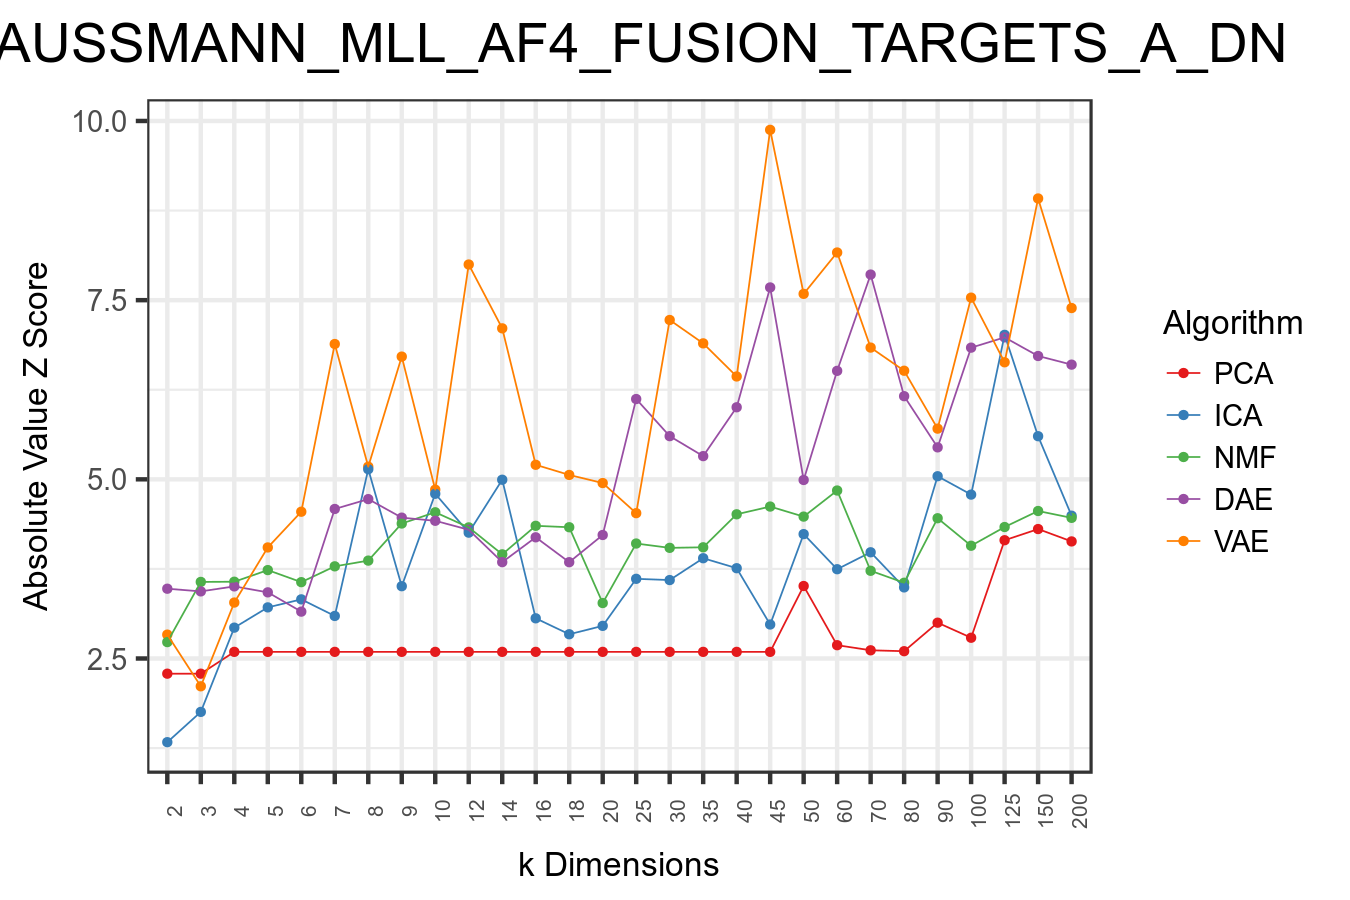 AUSSMANN_MLL_AF4_FUSION_TARGETS_A_DN
10.0
7.5
5.0
2.5
Absolute Value Z Score
2 3 4 5 6 7 8 9 10 12 14 16 18 20 25 30 35 40 45 50 60 70 80 90 100 125 150 200
k Dimensions
Algorithm
PCA
ICA
NMF
DAE
VAE